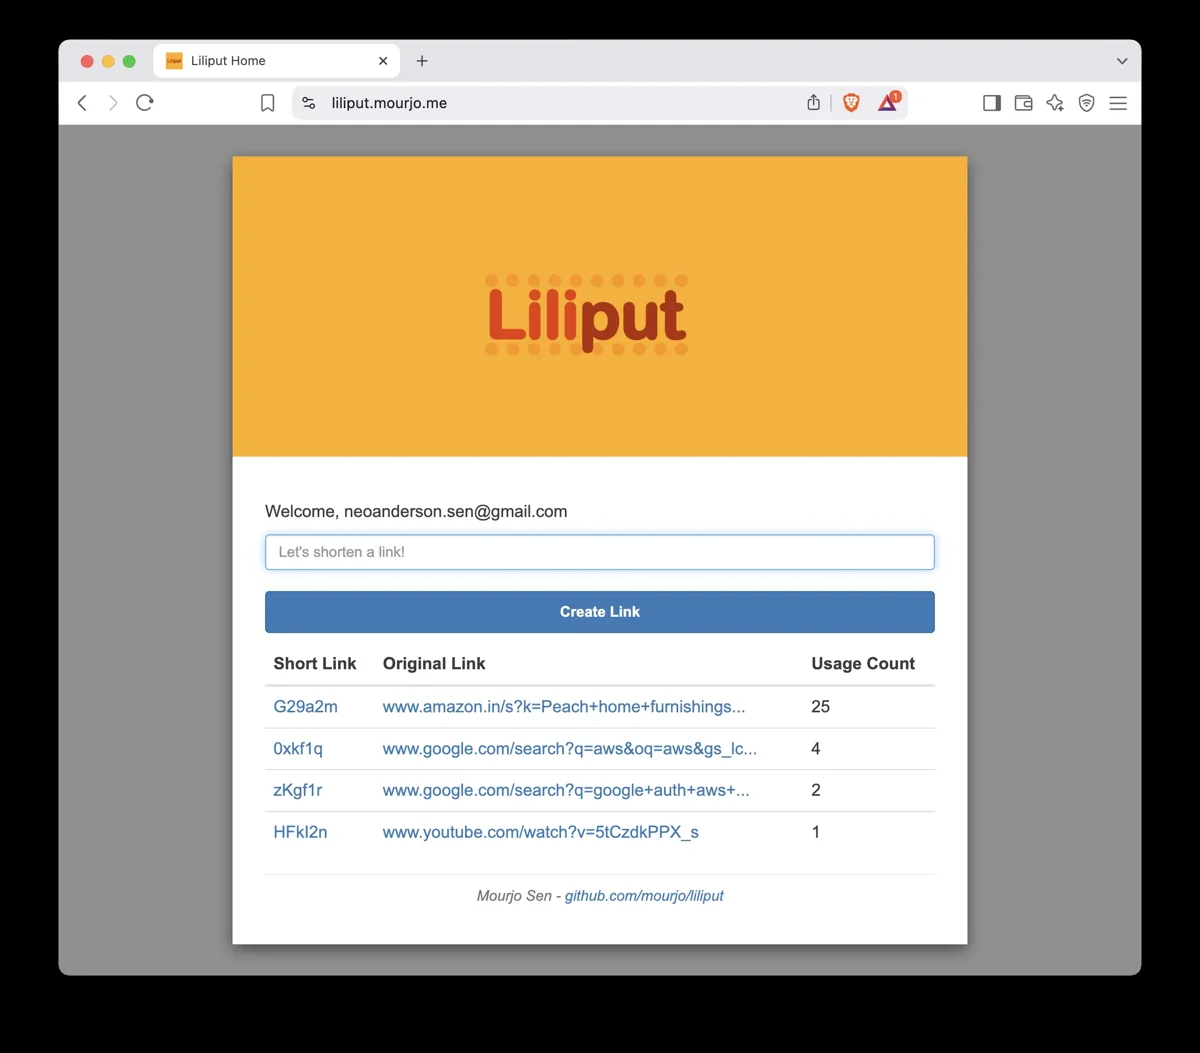 Liliput Home
liliput.mourjo.me
1
Liliput
Welcome, neoanderson.sen@gmail.com
Let's shorten a link!
Create Link
Short Link Original Link Usage Count
G29a2m www.amazon.in/s?k=Peach+home+furnishings... 25
0xkf1q www.google.com/search?q=aws&oq=aws&gs_lc... 4
zKgf1r www.google.com/search?q=google+auth+aws+... 2
HFkI2n www.youtube.com/watch?v=5tCzdkPPX_s 1
Mourjo Sen - github.com/mourjo/liliput